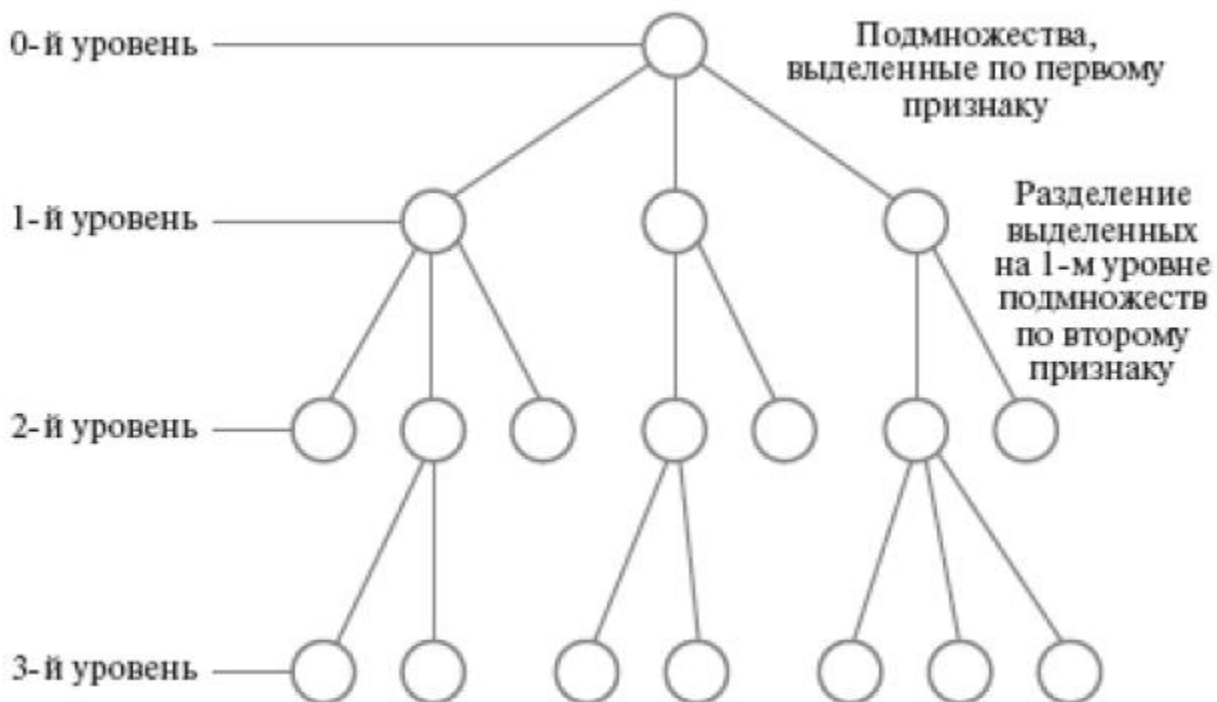 0-й уровень
Подмножества,
выделенные по первому
признаку
1-й уровень
Разделение
выделенных
на 1-м уровне
подмножеств
по второму
признаку
2-й уровень
3-й уровень